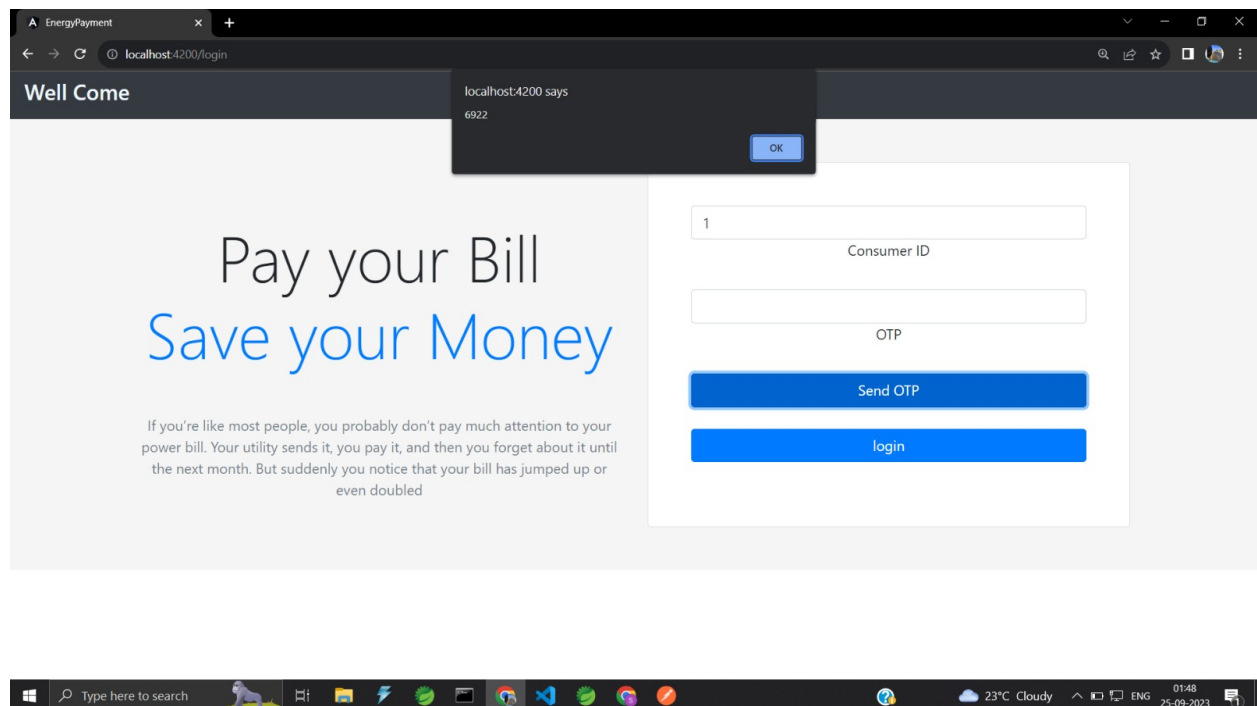 EnergyPayment
localhost:4200/login
Well Come
localhost:4200 says
6922
OK
Pay your Bill
Save your Money
If you're like most people, you probably don't pay much attention to your
power bill. Your utility sends it, you pay it, and then you forget about it until
the next month. But suddenly you notice that your bill has jumped up or
even doubled
1
Consumer ID
OTP
Send OTP
login
Type here to search
23°C Cloudy
ENG
01:48
25-09-2023